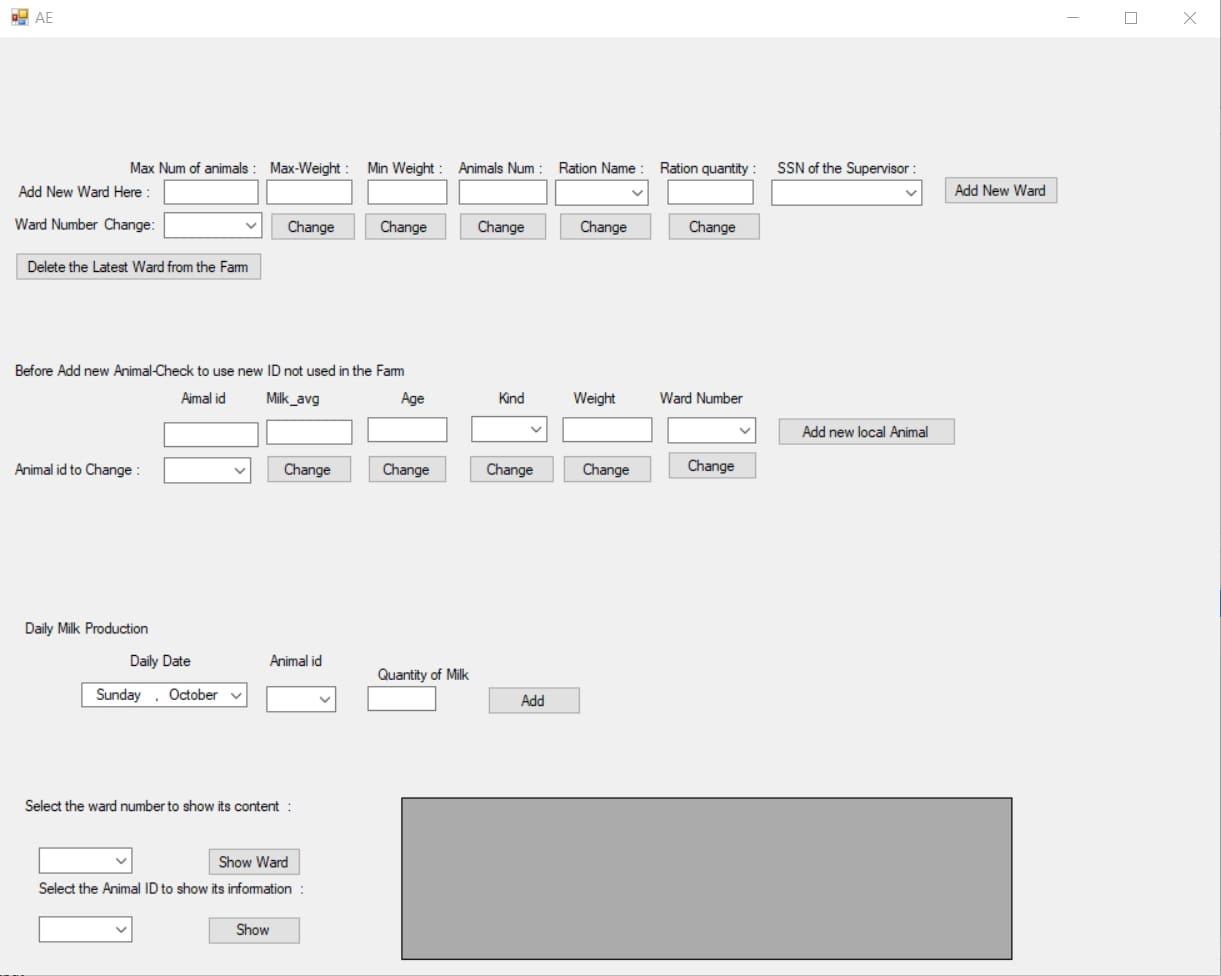 AE
Max Num of animals : Max-Weight : Min Weight : Animals Num : Ration Name : Ration quantity : SSN of the Supervisor :
Add New Ward Here : Add New Ward
Ward Number Change: Change Change Change Change Change
Delete the Latest Ward from the Farm
Before Add new Animal-Check to use new ID not used in the Farm
Aimal id Milk_avg Age Kind Weight Ward Number
Add new local Animal
Animal id to Change : Change Change Change Change Change
Daily Milk Production
Daily Date Animal id Quantity of Milk
Sunday , October Add
Select the ward number to show its content :
Show Ward
Select the Animal ID to show its information :
Show